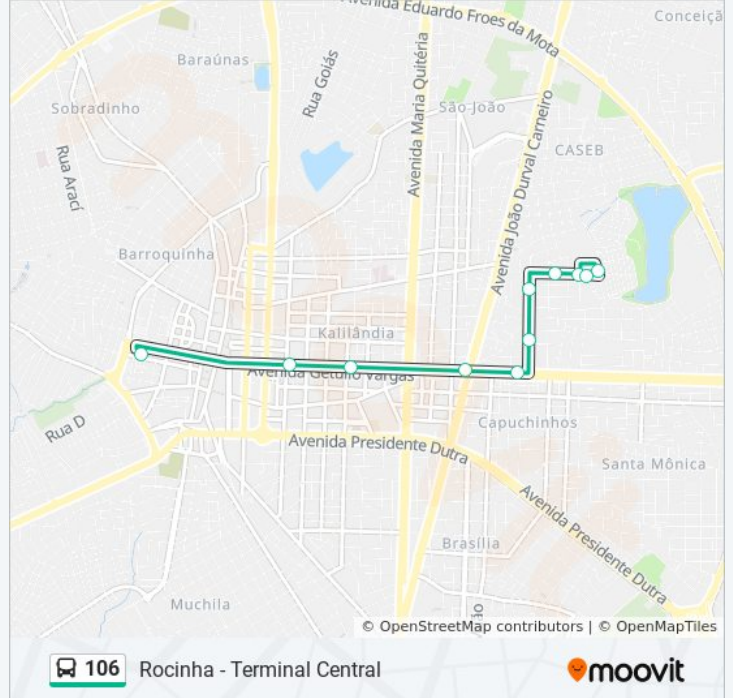 Avenida Eduardo Froes da Mota
Conceiçã
Baraúnas
Rua Goiás
Avenida Maria Quitéria
Sobradinho
São João
Avenida João Durval Carneiro
CASEB
Rua Arací
Barroquinha
Kalilândia
Avenida Getúlio Vargas
Capuchinhos
Rua D
Avenida Presidente Dutra
Santa Mônica
Avenida Presidente Dutra
Brasília
Muchila
ão
© OpenStreetMap contributors | © OpenMapTiles
106 Rocinha - Terminal Central
moovit